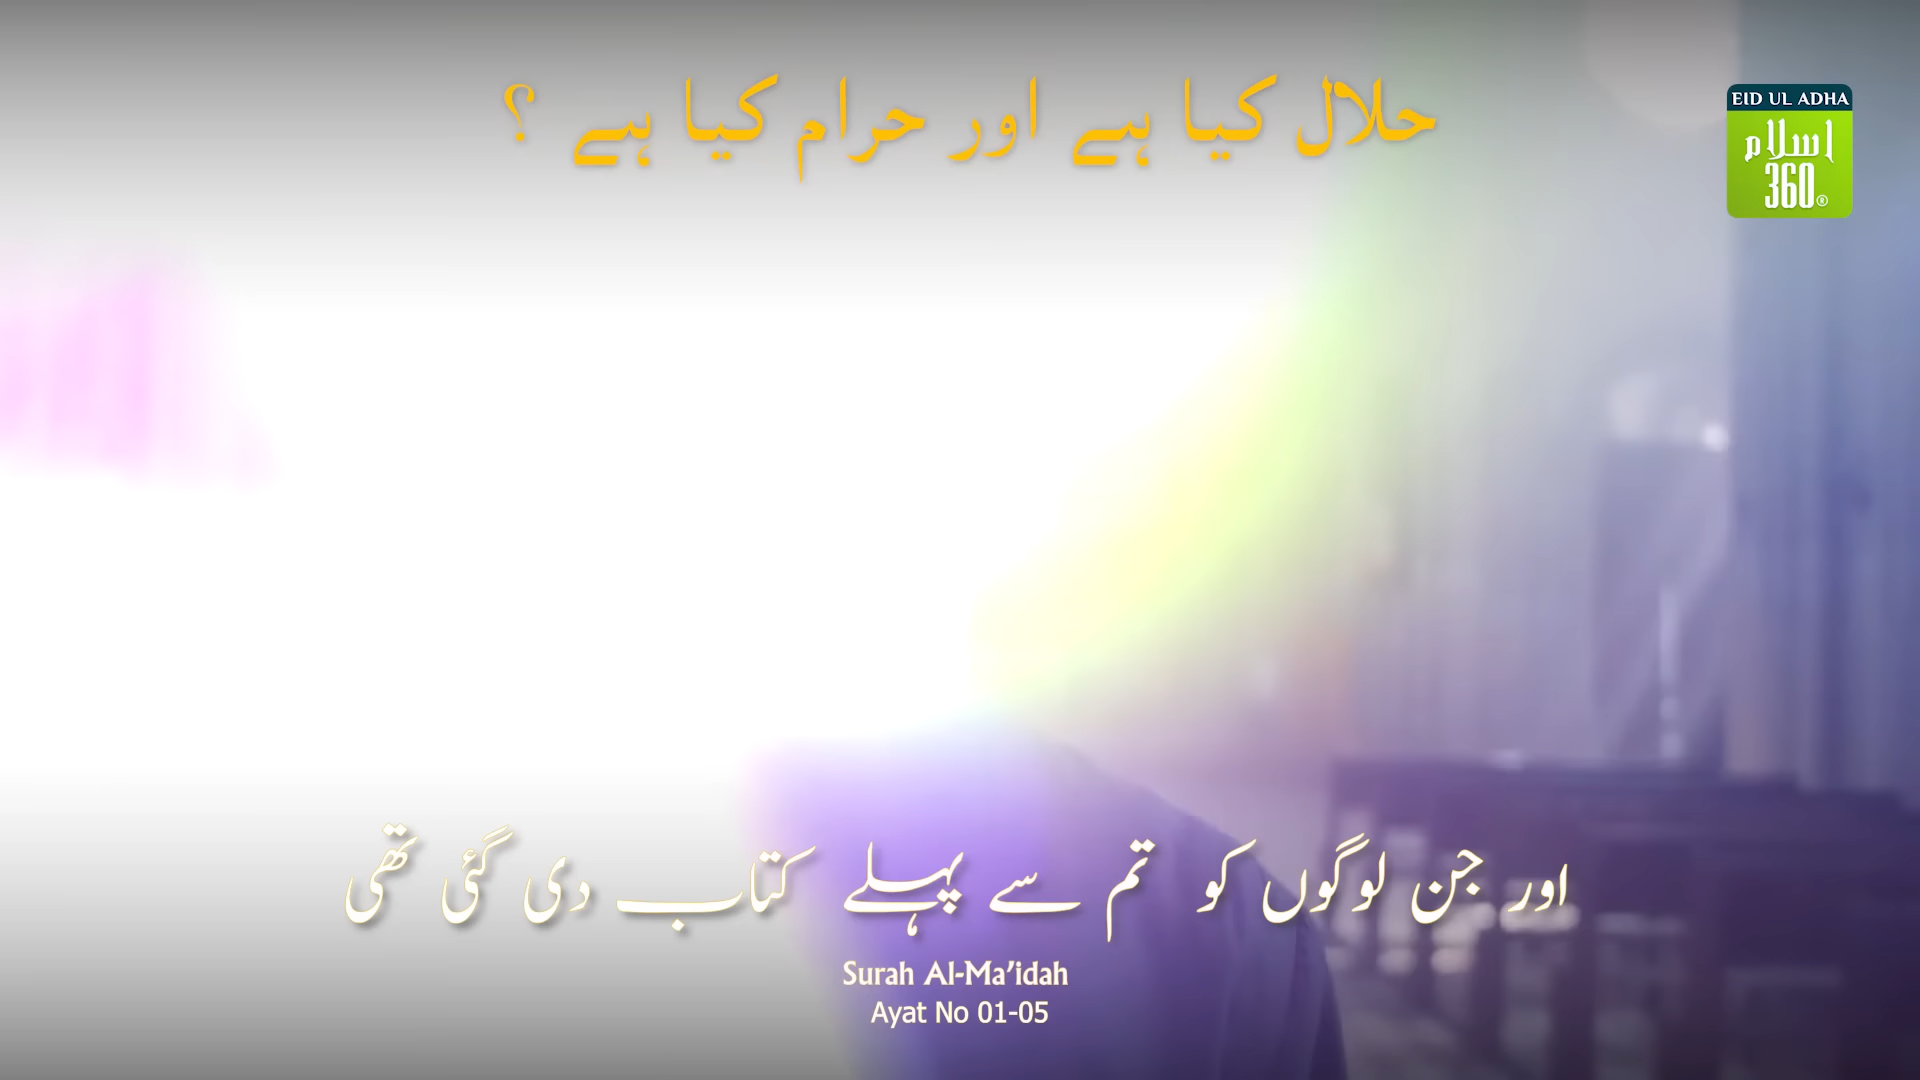 حلال کیا ہے اور حرام کیا ہے ؟
EID UL ADHA
اسلام
360®
اور جن لوگوں کو تم سے پہلے کتاب دی گئی تھی
Surah Al-Ma'idah
Ayat No 01-05